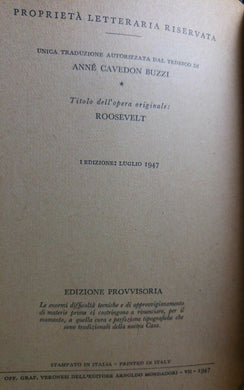 PROPRIETÀ LETTERARIA RISERVATA
UNICA TRADUZIONE AUTORIZZATA DAL TEDESCO DI
ANNÉ CAVEDON BUZZI
*
Titolo dell'opera originale:
ROOSEVELT
I EDIZIONE: LUGLIO 1947
EDIZIONE PROVVISORIA
Le enormi difficoltà tecniche e di approvvigionamento
di materie prime ci costringono a rinunciare, per il
momento, a quella cura e perfezione tipografiche che
sono tradizionali della nostra Casa.
STAMPATO IN ITALIA - PRINTED IN ITALY
OFF. GRAF. VERONESI DELL'EDITORE ARNOLDO MONDADORI - VII - 1947